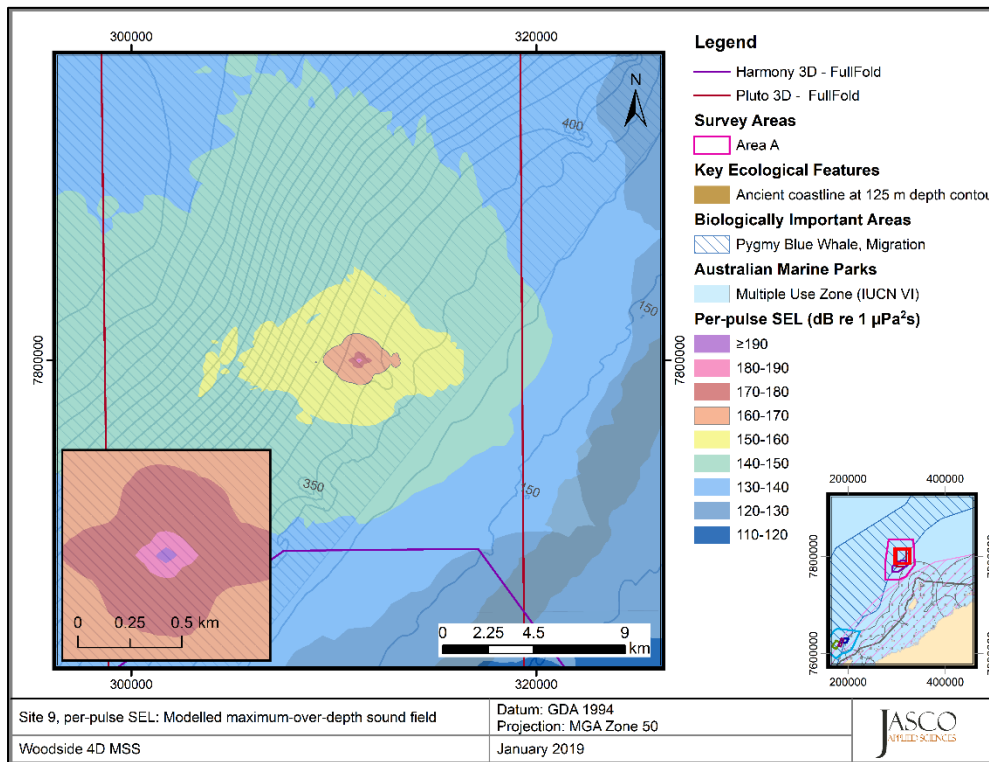 300000
320000
7800000
7800000
N
400
150
150
350
0 0.25 0.5 km
0 2.25 4.5 9
km
300000
320000
Legend
Harmony 3D - FullFold
Pluto 3D - FullFold
Survey Areas
Area A
Key Ecological Features
Ancient coastline at 125 m depth contou
Biologically Important Areas
Pygmy Blue Whale, Migration
Australian Marine Parks
Multiple Use Zone (IUCN VI)
Per-pulse SEL (dB re 1 µPa²s)
≥190
180-190
170-180
160-170
150-160
140-150
130-140
120-130
110-120
200000 400000
7800000
7600000
200000 400000
Site 9, per-pulse SEL: Modelled maximum-over-depth sound field
Woodside 4D MSS
Datum: GDA 1994
Projection: MGA Zone 50
January 2019
JASCO
APPLIED SCIENCES